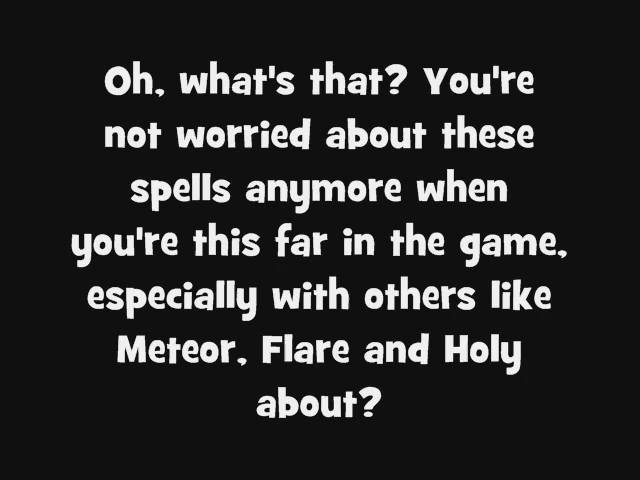 Oh, what's that? You're
not worried about these
spells anymore when
you're this far in the game,
especially with others like
Meteor, Flare and Holy
about?